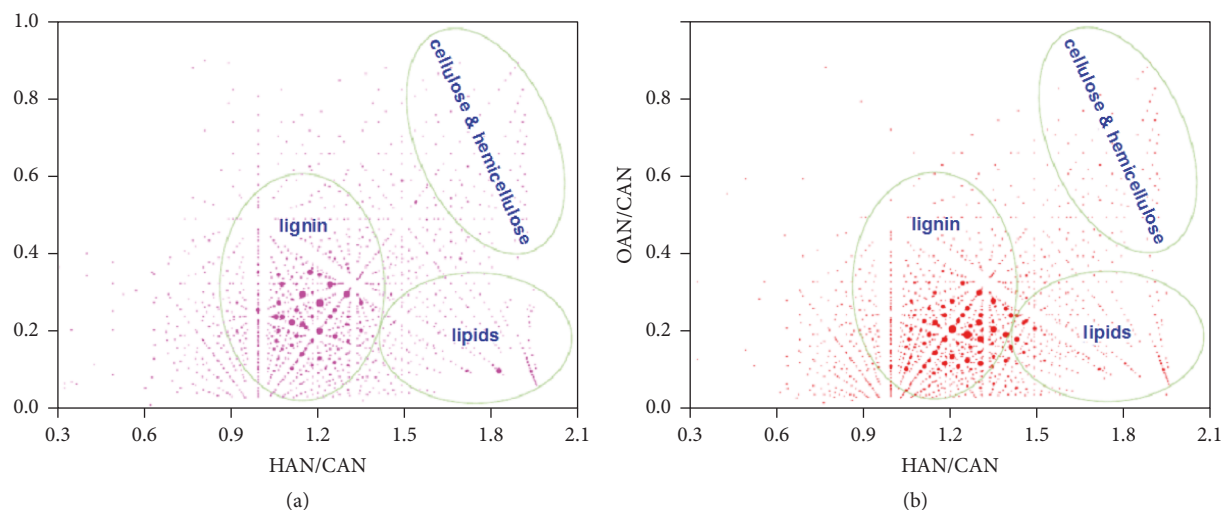 1.0
0.8
0.6
0.4
0.2
0.0
cellulose & hemicellulose
lignin
lipids
0.3 0.6 0.9 1.2 1.5 1.8 2.1
HAN/CAN
(a)
OAN/CAN
0.8
0.6
0.4
0.2
0.0
cellulose & hemicellulose
lignin
lipids
0.3 0.6 0.9 1.2 1.5 1.8 2.1
HAN/CAN
(b)